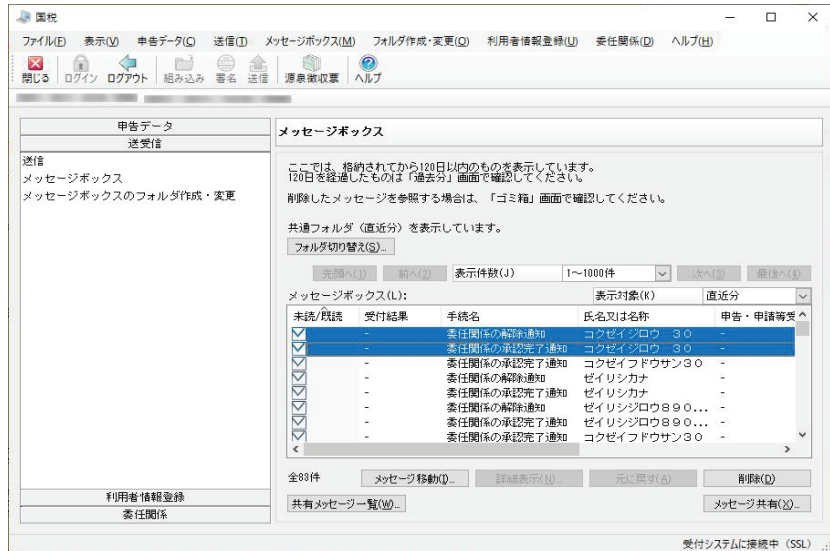 国税
ファイル(F) 表示(V) 申告データ(C) 送信(T) メッセージボックス(M) フォルダ作成・変更(O) 利用者情報登録(U) 委任関係(D) ヘルプ(H)
閉じる ログイン ログアウト 組み込み 署名 送信 源泉徴収票 ヘルプ
申告データ
送受信
送信
メッセージボックス
メッセージボックスのフォルダ作成・変更
利用者情報登録
委任関係
メッセージボックス
ここでは、格納されてから120日以内のものを表示しています。
120日を経過したものは「過去分」画面で確認してください。
削除したメッセージを参照する場合は、「ゴミ箱」画面で確認してください。
共通フォルダ（直近分）を表示しています。
フォルダ切り替え(S)...
先頭へ(1) 前へ(2) 表示件数(J) 1～1000件 次へ(3) 最後へ(4)
メッセージボックス(L): 表示対象(K) 直近分
未読/既読 受付結果 手続名 氏名又は名称 申告・申請等受
- 委任関係の解除通知 コクゼイジロウ 30 -
- 委任関係の承認完了通知 コクゼイジロウ 30 -
- 委任関係の承認完了通知 コクゼイフドウサン30 -
- 委任関係の解除通知 ゼイリシカナ -
- 委任関係の承認完了通知 ゼイリシカナ -
- 委任関係の解除通知 ゼイリシジロウ890... -
- 委任関係の承認完了通知 ゼイリシジロウ890... -
- 委任関係の承認完了通知 コクゼイフドウサン30 -
全83件 メッセージ移動(I)... 詳細表示(N)... 元に戻す(A) 削除(D)
共有メッセージ一覧(W)... メッセージ共有(X)...
受付システムに接続中（SSL）